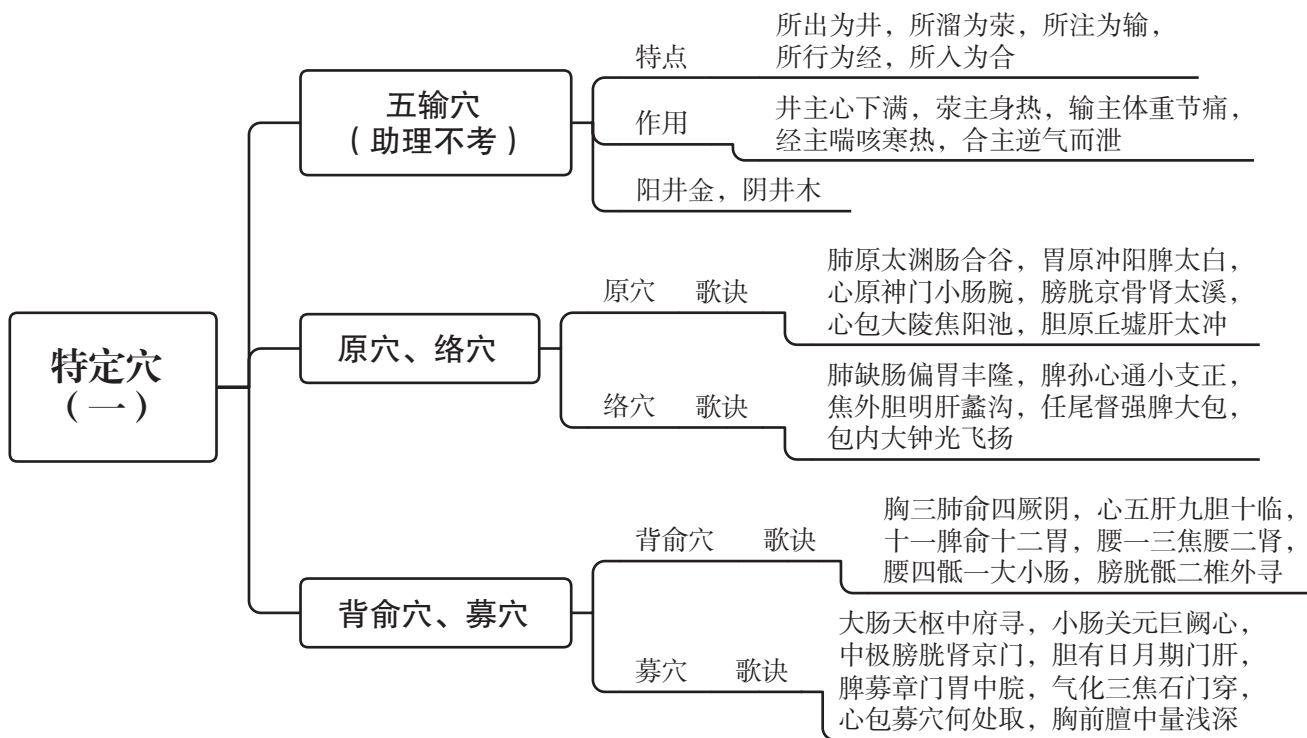 特定穴
（一）
五输穴
（助理不考）
特点
所出为井，所溜为荥，所注为输，
所行为经，所入为合
作用
井主心下满，荥主身热，输主体重节痛，
经主喘咳寒热，合主逆气而泄
阳井金，阴井木
原穴、络穴
原穴 歌诀
肺原太渊肠合谷，胃原冲阳脾太白，
心原神门小肠腕，膀胱京骨肾太溪，
心包大陵焦阳池，胆原丘墟肝太冲
络穴 歌诀
肺缺肠偏胃丰隆，脾孙心通小支正，
焦外胆明肝蠡沟，任尾督强脾大包，
包内大钟光飞扬
背俞穴、募穴
背俞穴 歌诀
胸三肺俞四厥阴，心五肝九胆十临，
十一脾俞十二胃，腰一三焦腰二肾，
腰四骶一大小肠，膀胱骶二椎外寻
募穴 歌诀
大肠天枢中府寻，小肠关元巨阙心，
中极膀胱肾京门，胆有日月期门肝，
脾募章门胃中脘，气化三焦石门穿，
心包募穴何处取，胸前膻中量浅深